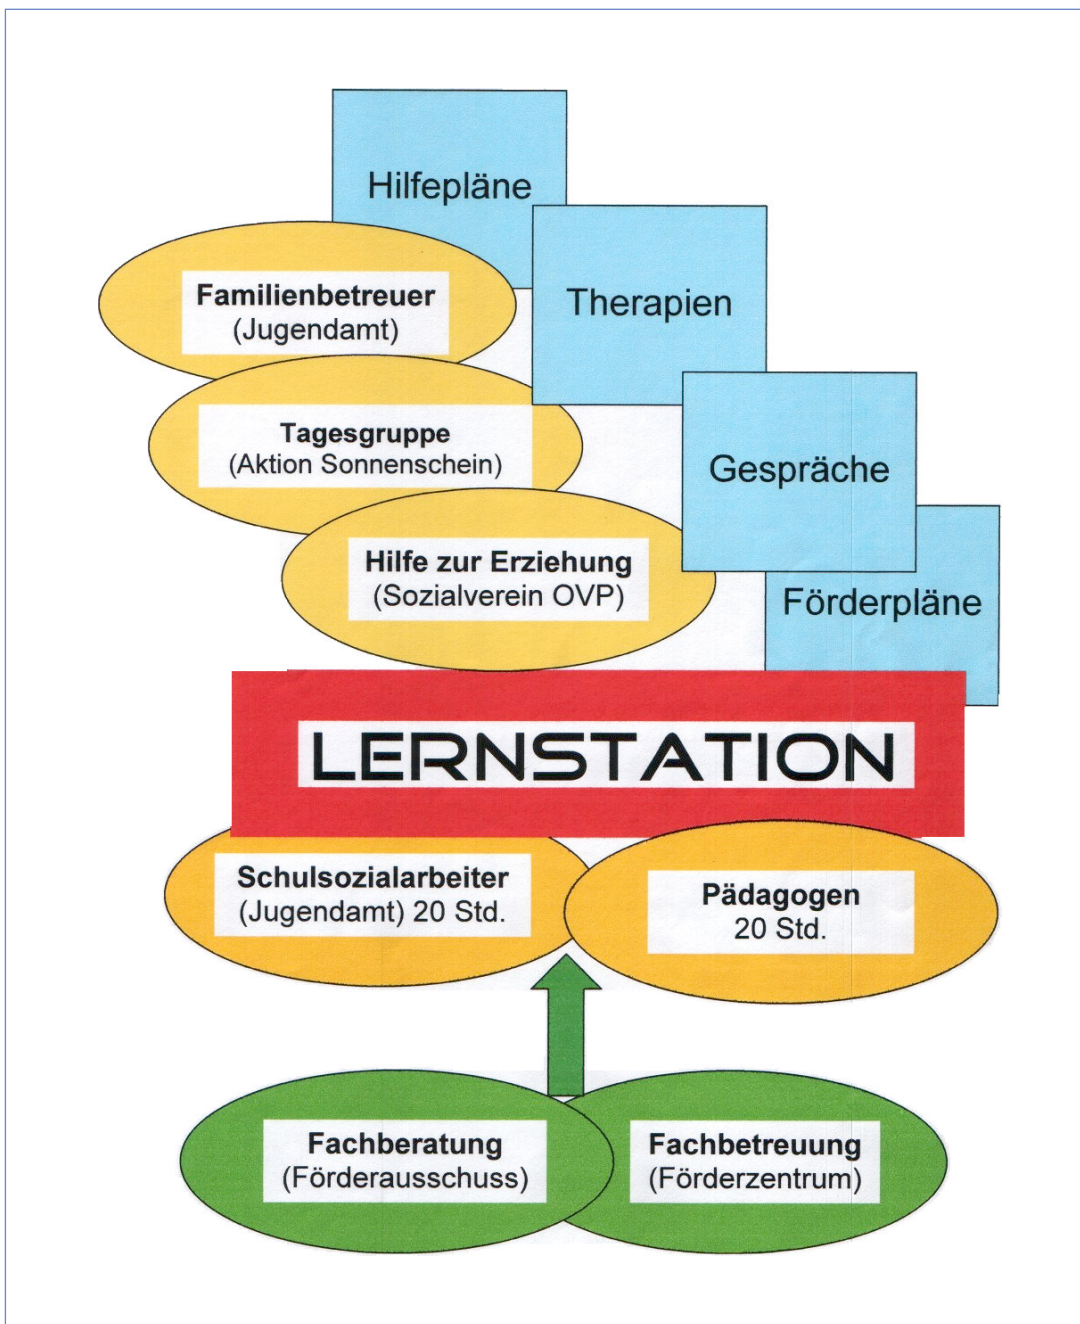 Hilfepläne
Familienbetreuer
(Jugendamt)
Therapien
Tagesgruppe
(Aktion Sonnenschein)
Gespräche
Hilfe zur Erziehung
(Sozialverein OVP)
Förderpläne
LERNSTATION
Schulsozialarbeiter
(Jugendamt) 20 Std.
Pädagogen
20 Std.
Fachberatung
(Förderausschuss)
Fachbetreuung
(Förderzentrum)